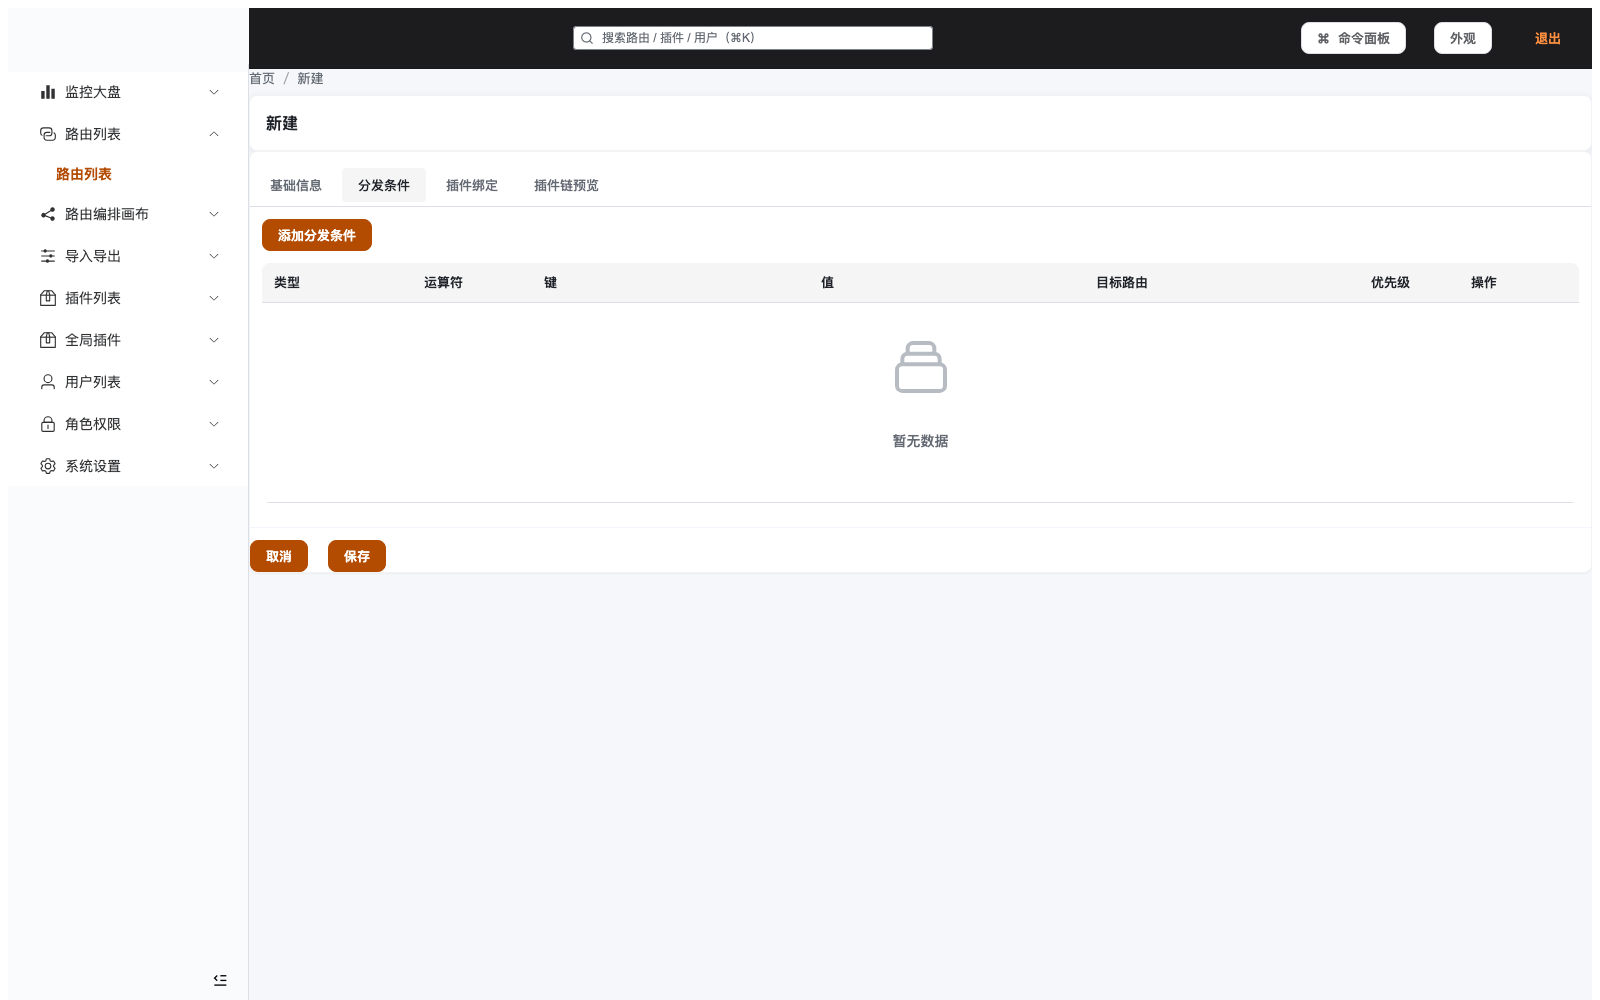 搜索路由 / 插件 / 用户（⌘K）
⌘ 命令面板
外观
退出
监控大盘
路由列表
路由列表
路由编排画布
导入导出
插件列表
全局插件
用户列表
角色权限
系统设置
首页 / 新建
新建
基础信息 分发条件 插件绑定 插件链预览
添加分发条件
类型 运算符 键 值 目标路由 优先级 操作
暂无数据
取消 保存